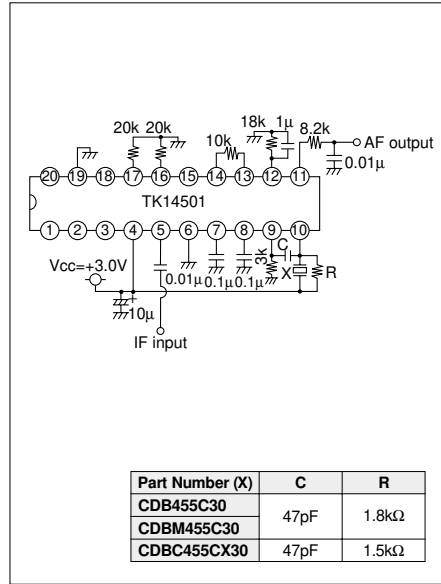 20k 20k
10k
18k 1μ
8.2k
AF output
0.01μ
20 19 18 17 16 15 14 13 12 11
TK14501
1 2 3 4 5 6 7 8 9 10
Vcc=+3.0V
+
10μ
0.01μ
0.1μ 0.1μ
3k
C
X
R
IF input
Part Number (X) C R
CDB455C30 47pF 1.8kΩ
CDBM455C30
CDBC455CX30 47pF 1.5kΩ